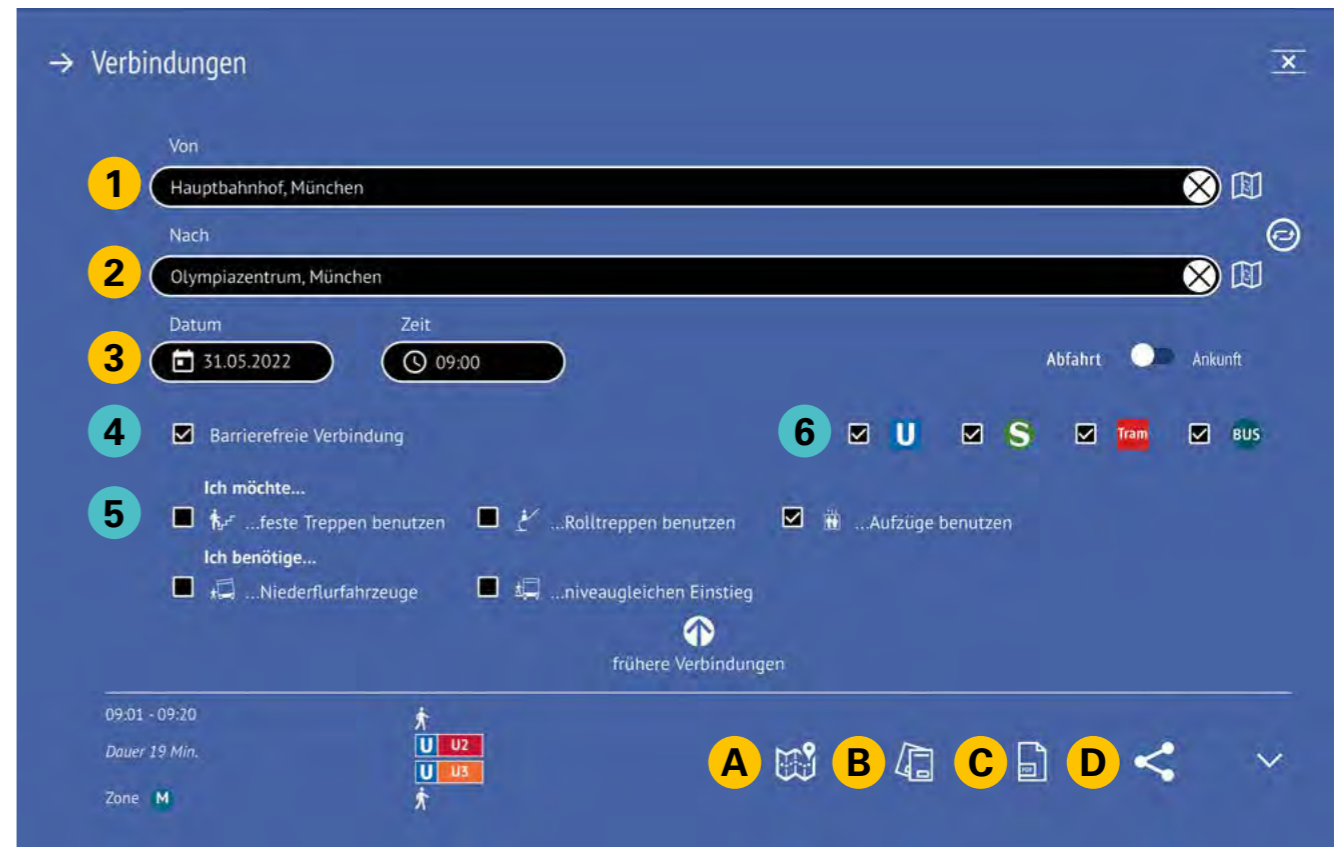 → Verbindungen
Von
1 Hauptbahnhof, München
Nach
2 Olympiazentrum, München
Datum Zeit
3 31.05.2022 09:00 Abfahrt Ankunft
4 Barrierefreie Verbindung 6 U S Tram BUS
Ich möchte...
5 ...feste Treppen benutzen ...Rolltreppen benutzen ...Aufzüge benutzen
Ich benötige...
...Niederflurfahrzeuge ...niveaugleichen Einstieg
frühere Verbindungen
09:01 - 09:20
Dauer 19 Min. U U2
A B C PDF D
U U3
Zone M